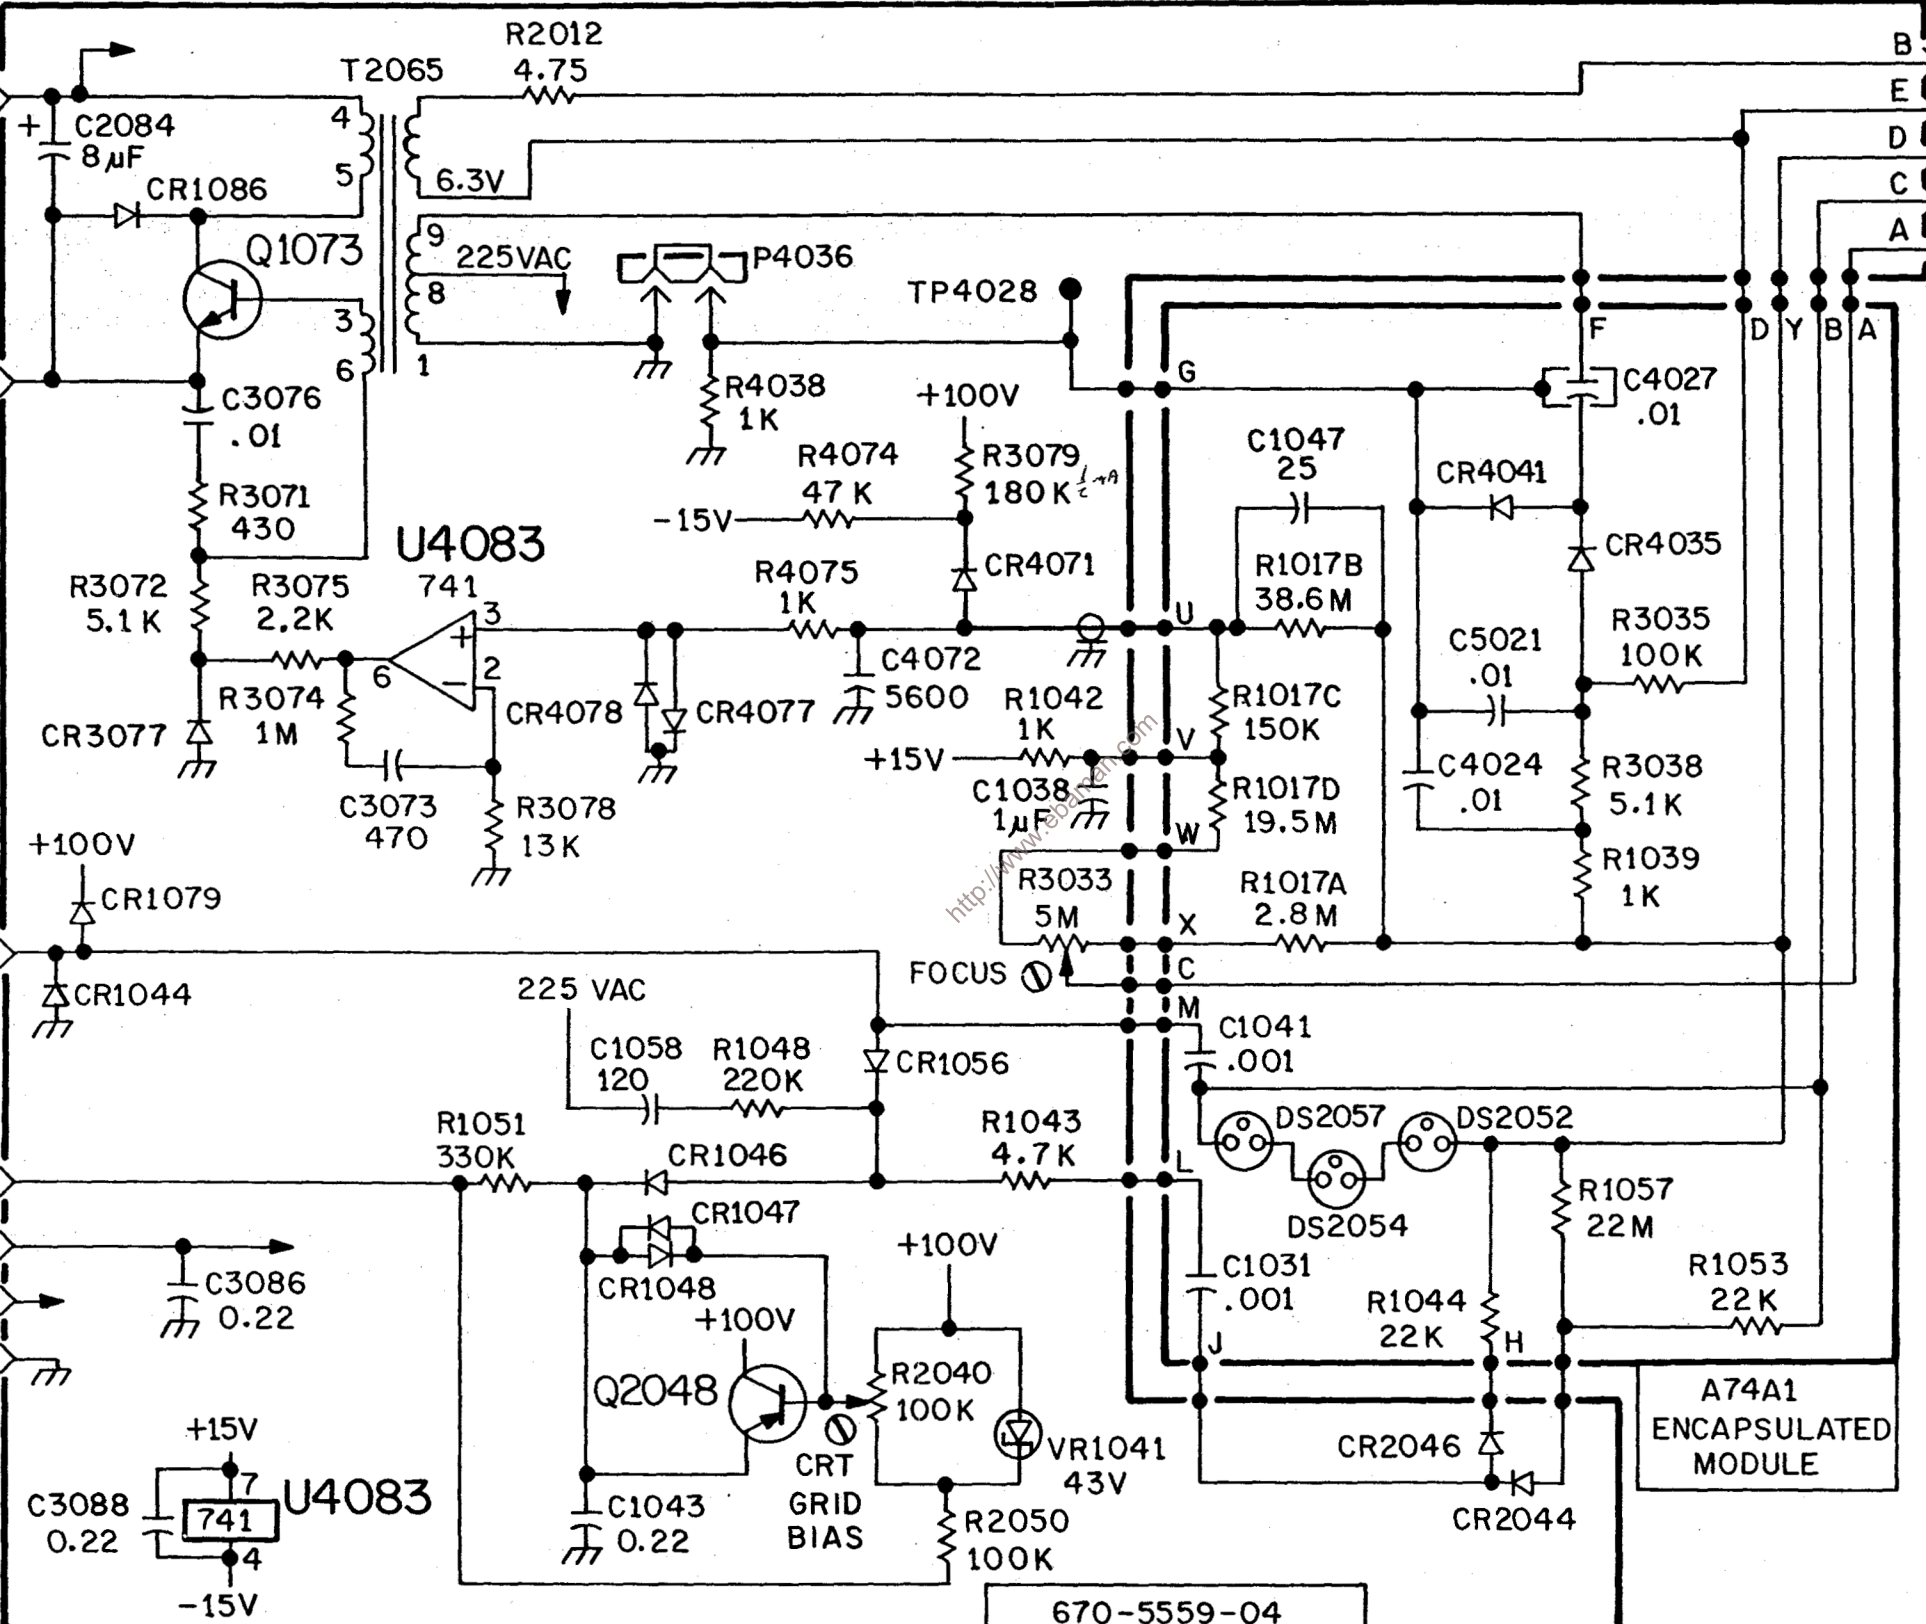 R2012
4.75
B
T2065
E
4
+
C2084
8µF
D
5
6.3V
C
CR1086
A
Q1073
9
225VAC
8
P4036
TP4028
3
6
1
F
D
Y
B
A
G
C3076
.01
R4038
1K
+100V
C4027
.01
R4074
47K
R3079
180K
C1047
25
CR4041
R3071
430
-15V
U4083
741
CR4071
R1017B
38.6M
CR4035
R3072
5.1K
R3075
2.2K
R4075
1K
3
+
U
2
-
6
C4072
5600
C5021
.01
R3035
100K
R3074
1M
CR3077
CR4078
CR4077
R1042
1K
R1017C
150K
+15V
V
C3073
470
R3078
13K
C1038
1µF
R1017D
19.5M
C4024
.01
R3038
5.1K
http://www.ebaman.com
W
+100V
CR1079
R3033
5M
R1017A
2.8M
R1039
1K
X
FOCUS
C
CR1044
225 VAC
M
C1041
.001
C1058
120
R1048
220K
CR1056
R1051
330K
R1043
4.7K
DS2057
DS2052
CR1046
L
DS2054
R1057
22M
CR1047
CR1048
+100V
C3086
0.22
C1031
.001
R1044
22K
R1053
22K
+100V
J
H
Q2048
R2040
100K
A74A1
ENCAPSULATED
MODULE
+15V
7
CRT
GRID
BIAS
VR1041
43V
CR2046
C3088
0.22
741
U4083
4
-15V
C1043
0.22
R2050
100K
CR2044
670-5559-04